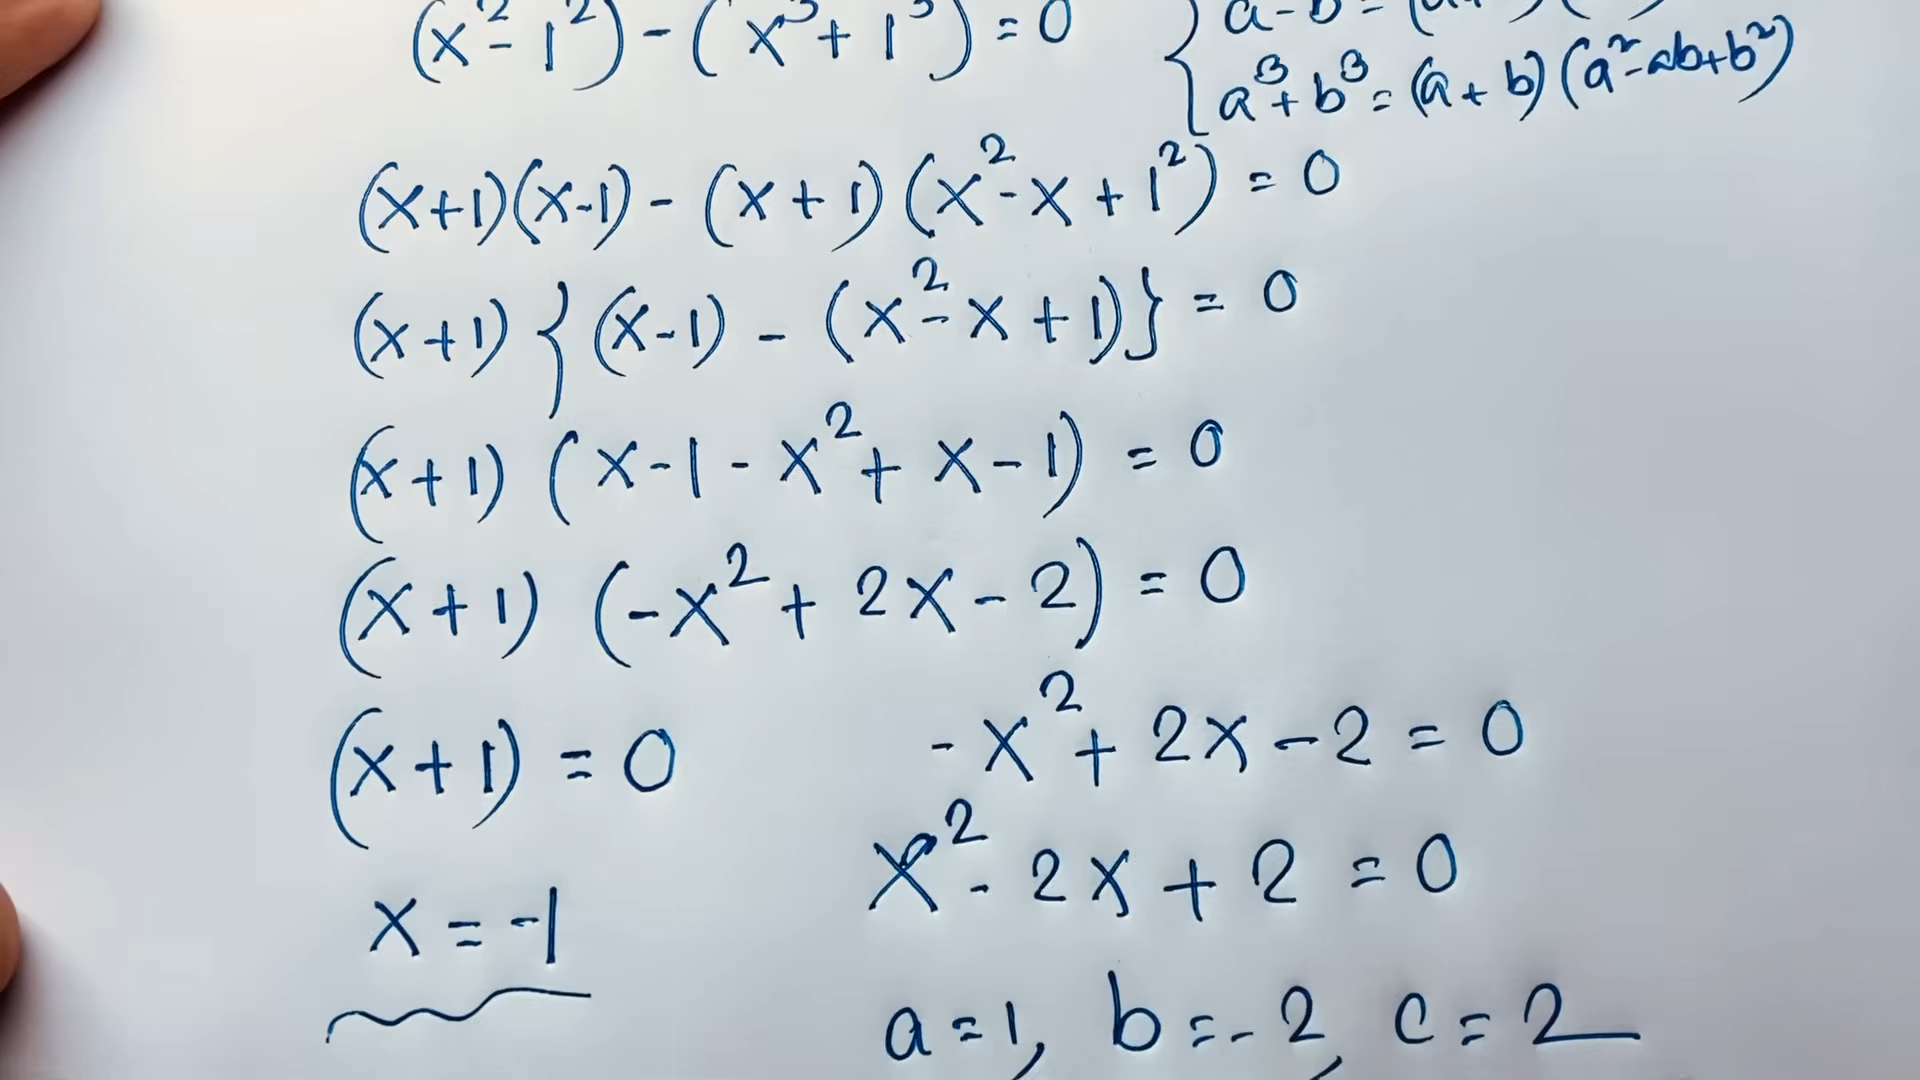 (x²-1²)-(x³+1³)=0
a³+b³=(a+b)(a²-ab+b²)
(x+1)(x-1)-(x+1)(x²-x+1²)=0
(x+1){(x-1)-(x²-x+1)}=0
(x+1)(x-1-x²+x-1)=0
(x+1)(-x²+2x-2)=0
(x+1)=0
-x²+2x-2=0
x²-2x+2=0
x=-1
a=1, b=-2, c=2